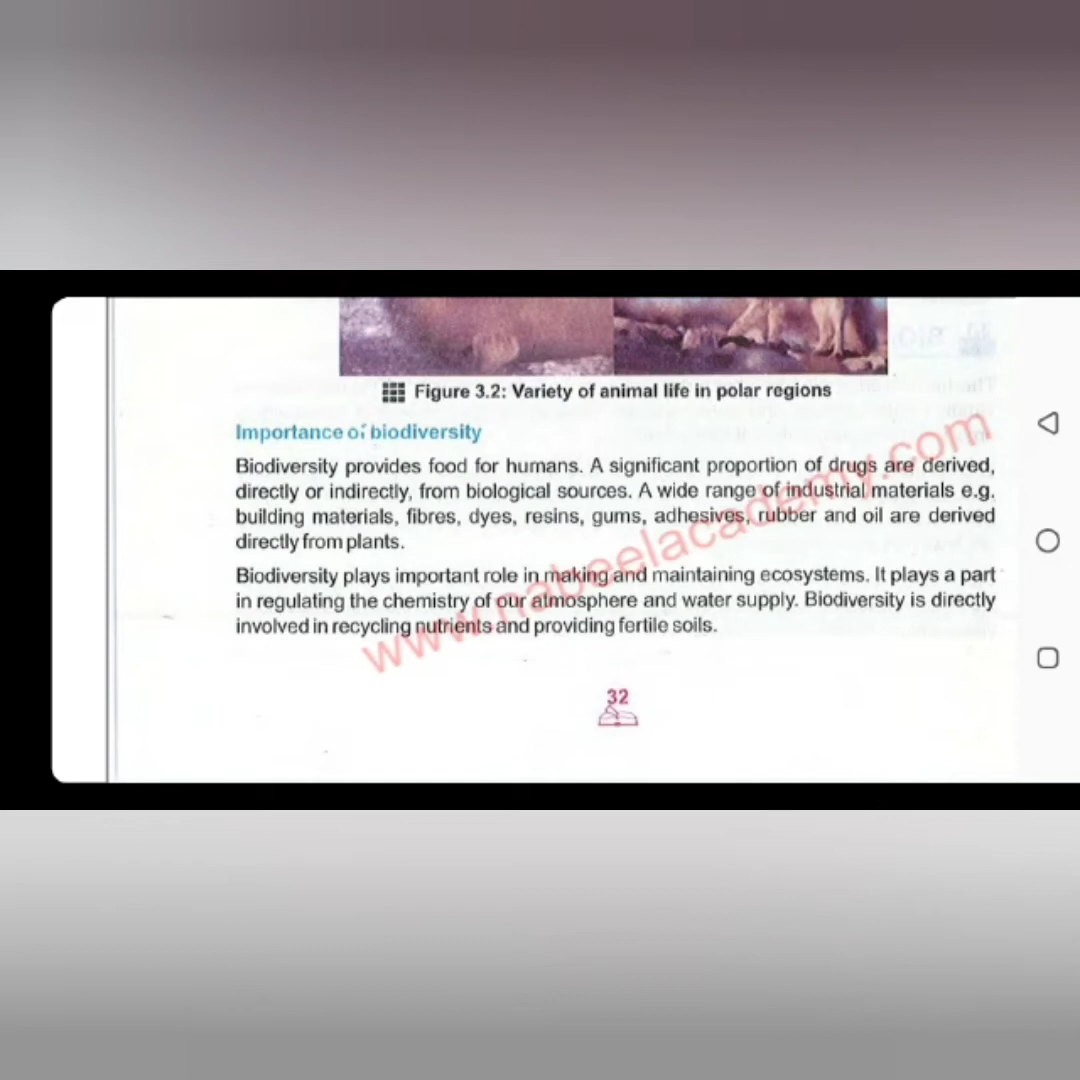 Figure 3.2: Variety of animal life in polar regions
Importance of biodiversity
Biodiversity provides food for humans. A significant proportion of drugs are derived,
directly or indirectly, from biological sources. A wide range of industrial materials e.g.
building materials, fibres, dyes, resins, gums, adhesives, rubber and oil are derived
directly from plants.
Biodiversity plays important role in making and maintaining ecosystems. It plays a part
in regulating the chemistry of our atmosphere and water supply. Biodiversity is directly
involved in recycling nutrients and providing fertile soils.
www.nabeelacademy.com
32